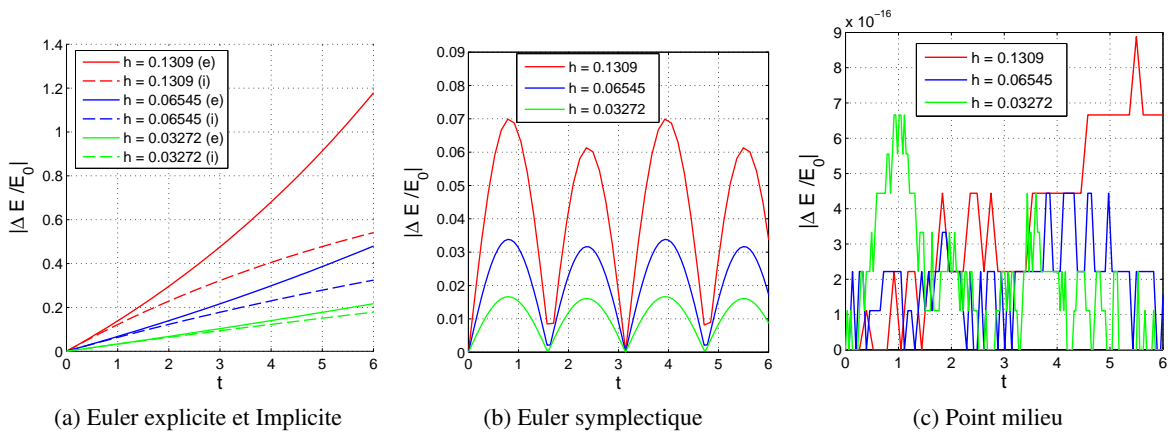 |Δ E /E0|
1.4
1.2
1
0.8
0.6
0.4
0.2
0
h = 0.1309 (e)
h = 0.1309 (i)
h = 0.06545 (e)
h = 0.06545 (i)
h = 0.03272 (e)
h = 0.03272 (i)
0 1 2 3 4 5 6
t
(a) Euler explicite et Implicite
|Δ E /E0|
0.09
0.08
0.07
0.06
0.05
0.04
0.03
0.02
0.01
0
h = 0.1309
h = 0.06545
h = 0.03272
0 1 2 3 4 5 6
t
(b) Euler symplectique
x 10^-16
|Δ E /E0|
9
8
7
6
5
4
3
2
1
0
h = 0.1309
h = 0.06545
h = 0.03272
0 1 2 3 4 5 6
t
(c) Point milieu